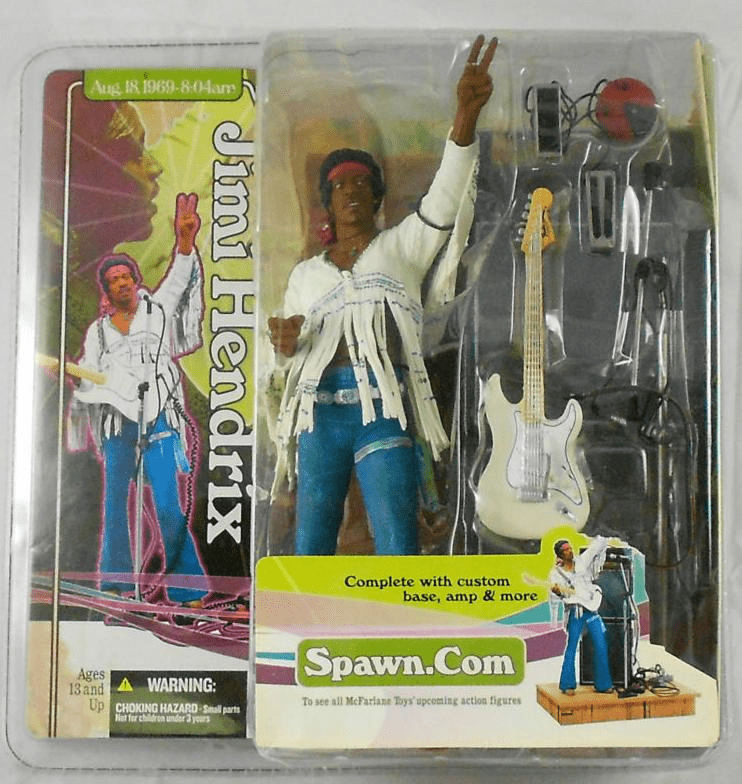 Aug. 18, 1969-8:04am
Jimi Hendrix
Complete with custom
base, amp & more
Spawn.Com
To see all McFarlane Toys' upcoming action figures
Ages
13 and
Up
WARNING:
CHOKING HAZARD - Small parts
Not for children under 3 years